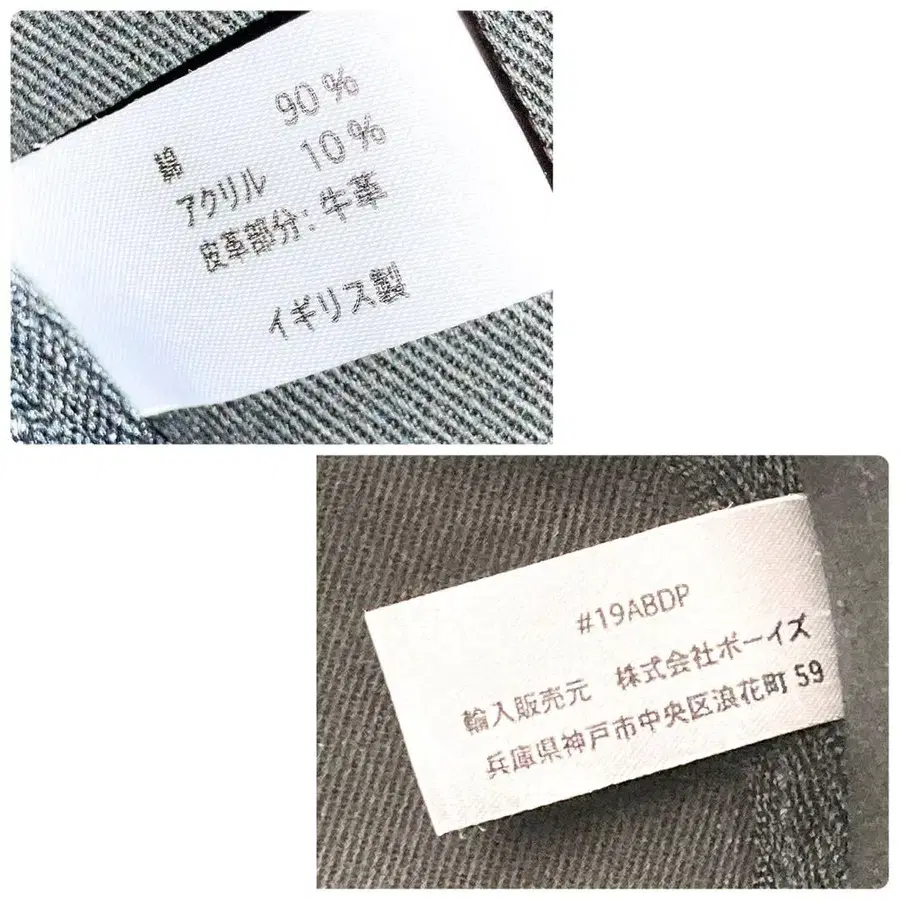 綿 90%
アクリル 10%
皮革部分:牛革
イギリス製
#19ABDP
輸入販売元 株式会社ボーイズ
兵庫県神戸市中央区浪花町 59